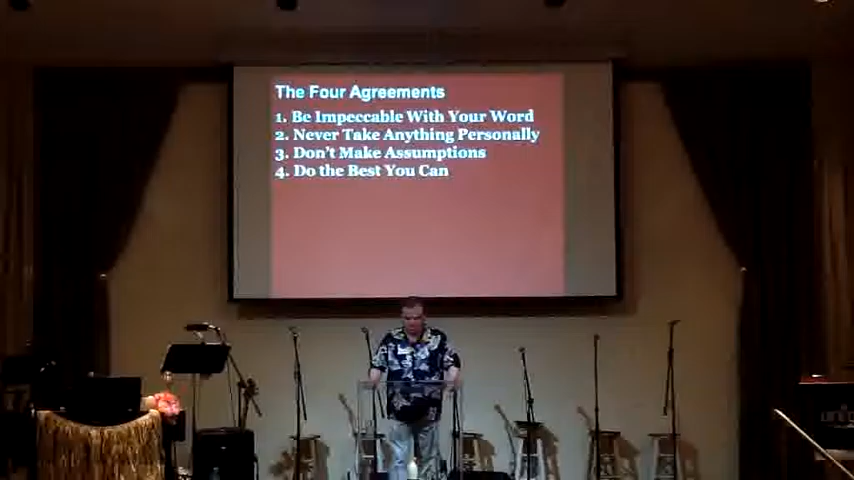 The Four Agreements
1. Be Impeccable With Your Word
2. Never Take Anything Personally
3. Don't Make Assumptions
4. Do the Best You Can